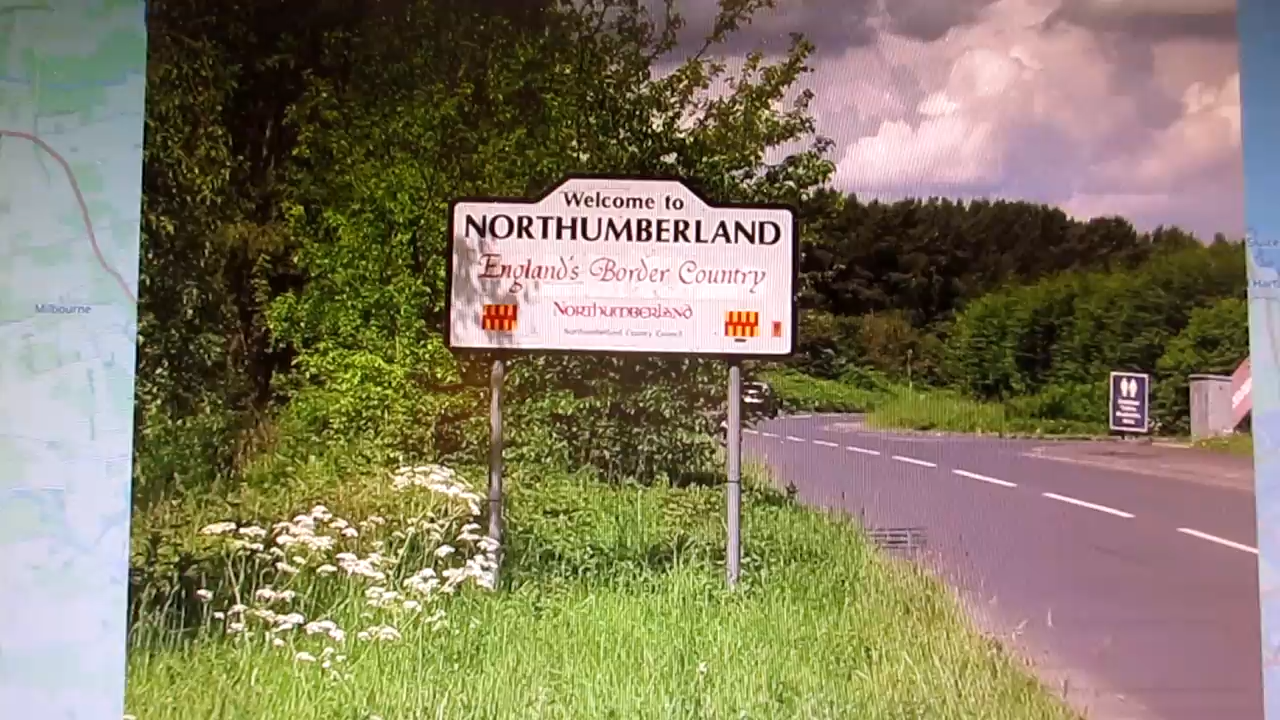 Milbourne
Welcome to
NORTHUMBERLAND
England's Border Country
NORTHUMBERLAND
Northumberland County Council